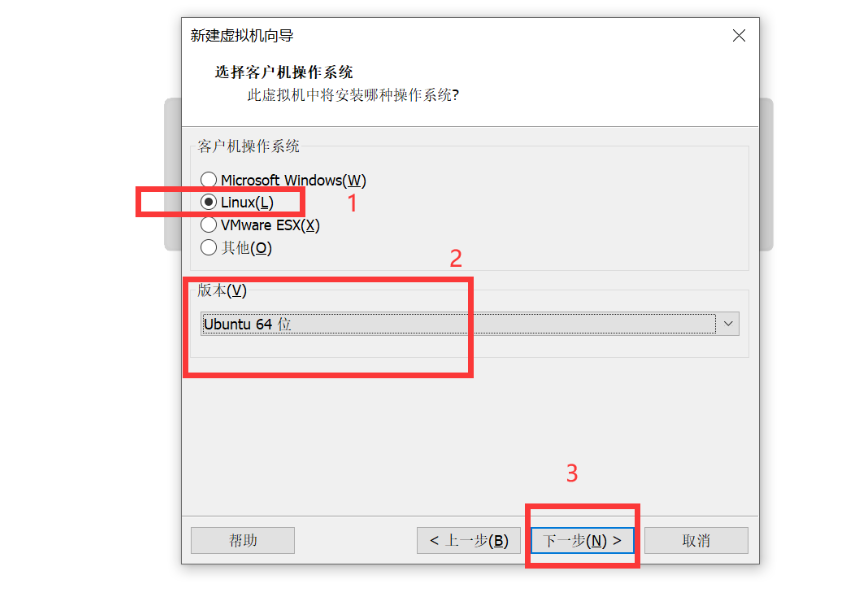 新建虚拟机向导
选择客户机操作系统
此虚拟机中将安装哪种操作系统?
客户机操作系统
Microsoft Windows(W)
Linux(L)
1
VMware ESX(X)
其他(O)
2
版本(V)
Ubuntu 64 位
3
帮助
< 上一步(B)
下一步(N) >
取消